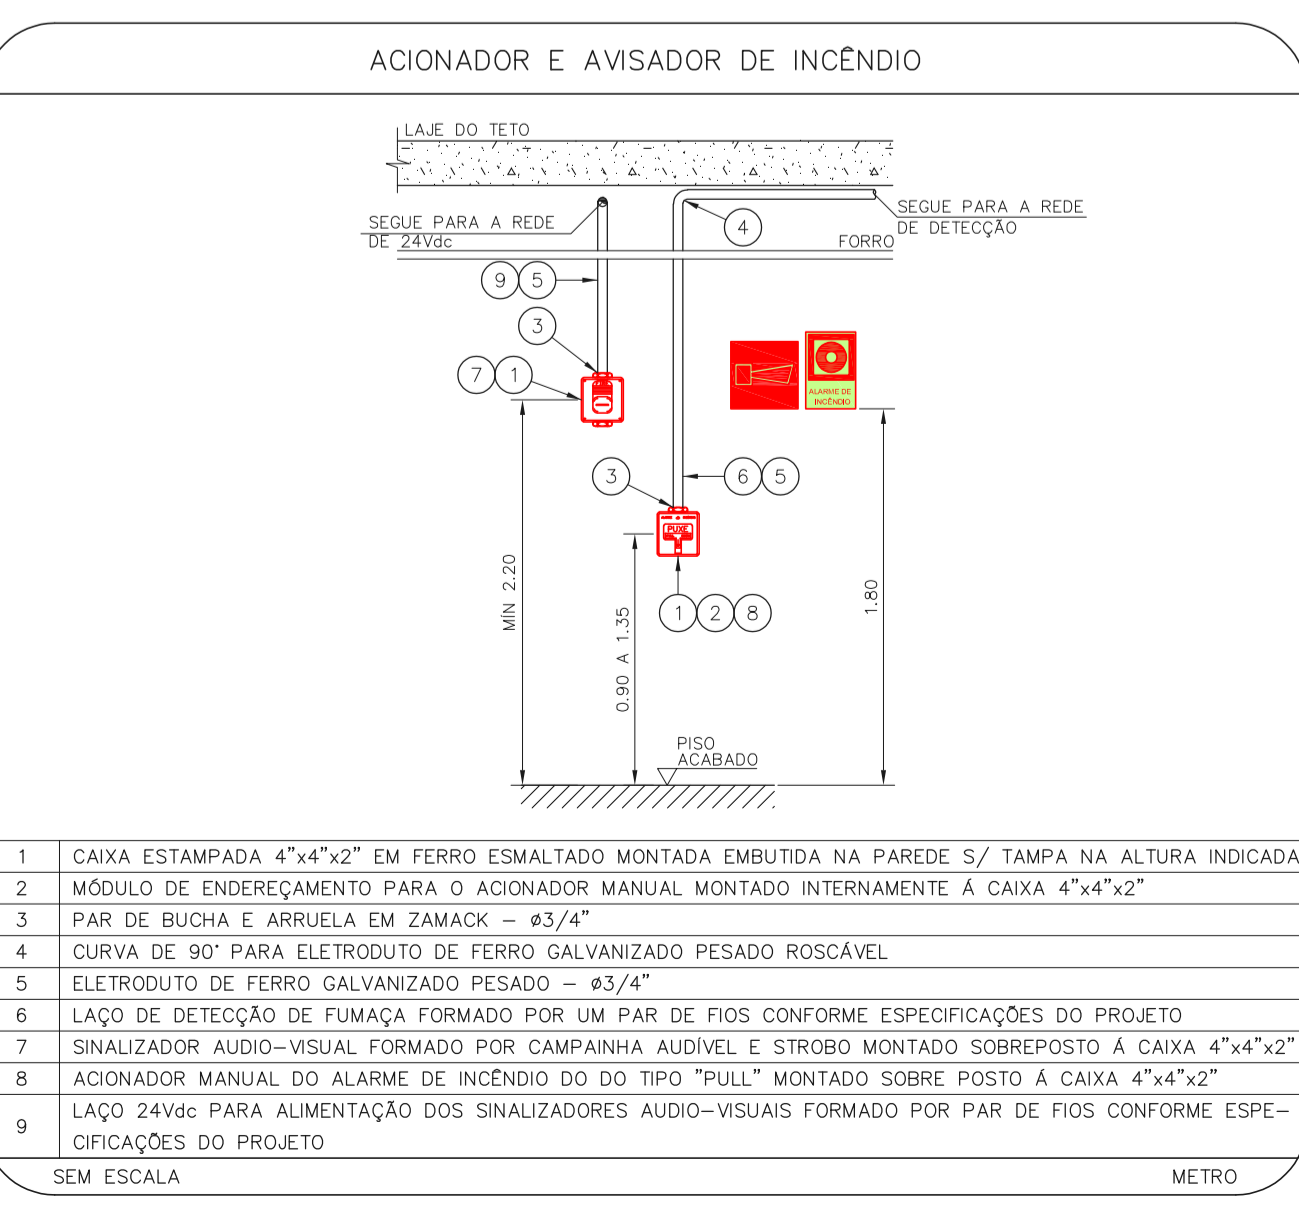 ACIONADOR E AVISADOR DE INCÊNDIO
LAJE DO TETO
SEGUE PARA A REDE
DE 24Vdc
SEGUE PARA A REDE
DE DETECÇÃO
4
FORRO
9 5
3
7 1
ALARME DE
INCÊNDIO
3
6 5
PUXE
1 2 8
MÍN 2.20
0.90 A 1.35
1.80
PISO
ACABADO
1 CAIXA ESTAMPADA 4"x4"x2" EM FERRO ESMALTADO MONTADA EMBUTIDA NA PAREDE S/ TAMPA NA ALTURA INDICADA
2 MÓDULO DE ENDEREÇAMENTO PARA O ACIONADOR MANUAL MONTADO INTERNAMENTE Á CAIXA 4"x4"x2"
3 PAR DE BUCHA E ARRUELA EM ZAMACK – ø3/4"
4 CURVA DE 90° PARA ELETRODUTO DE FERRO GALVANIZADO PESADO ROSCÁVEL
5 ELETRODUTO DE FERRO GALVANIZADO PESADO – ø3/4"
6 LAÇO DE DETECÇÃO DE FUMAÇA FORMADO POR UM PAR DE FIOS CONFORME ESPECIFICAÇÕES DO PROJETO
7 SINALIZADOR AUDIO–VISUAL FORMADO POR CAMPAINHA AUDÍVEL E STROBO MONTADO SOBREPOSTO Á CAIXA 4"x4"x2"
8 ACIONADOR MANUAL DO ALARME DE INCÊNDIO DO DO TIPO "PULL" MONTADO SOBRE POSTO Á CAIXA 4"x4"x2"
9 LAÇO 24Vdc PARA ALIMENTAÇÃO DOS SINALIZADORES AUDIO–VISUAIS FORMADO POR PAR DE FIOS CONFORME ESPE–
CIFICAÇÕES DO PROJETO
SEM ESCALA
METRO